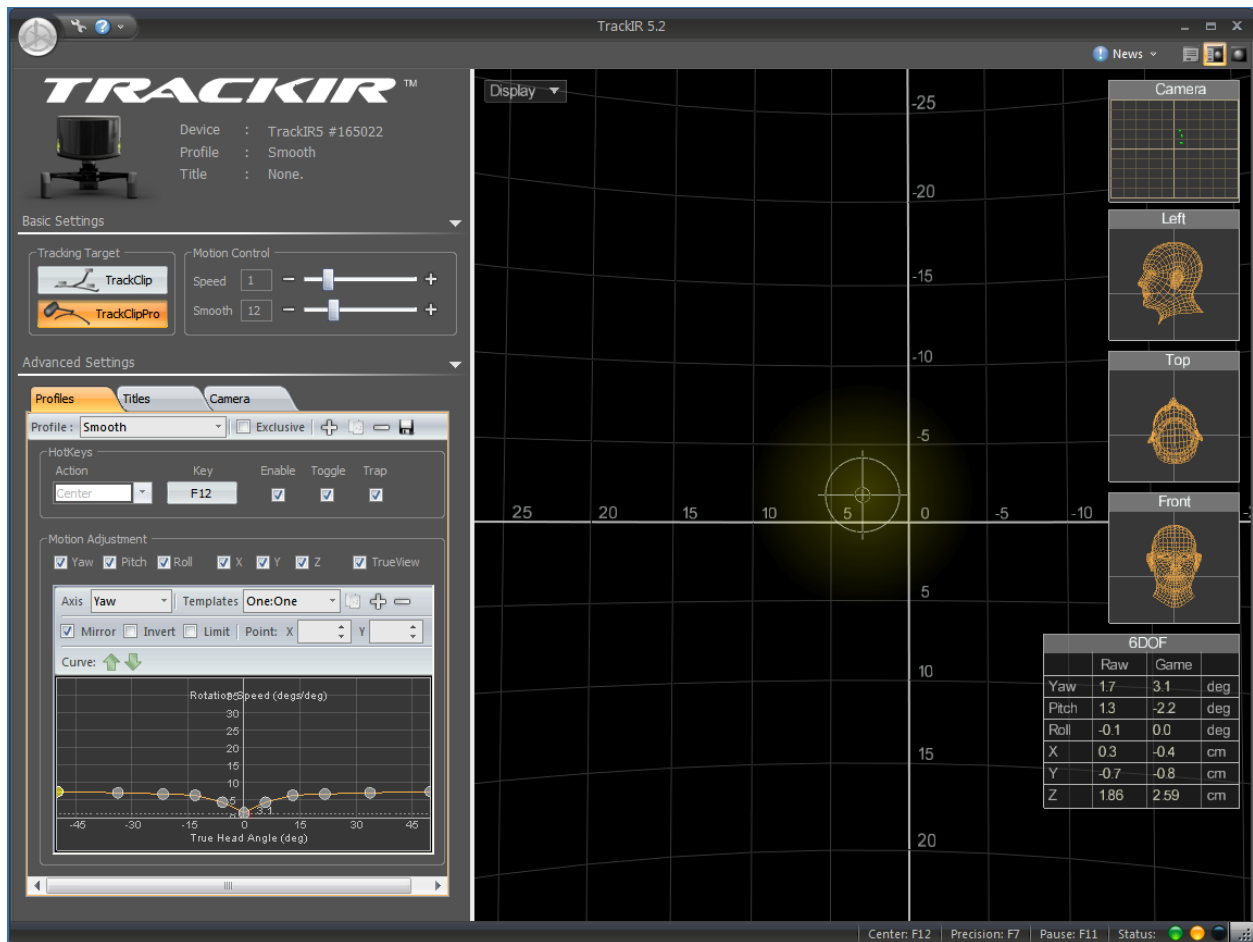 TrackIR 5.2
News
TRACKIR™
Device : TrackIR5 #165022
Profile : Smooth
Title : None.
Basic Settings
Tracking Target
TrackClip
TrackClipPro
Motion Control
Speed 1 − +
Smooth 12 − +
Advanced Settings
Profiles Titles Camera
Profile : Smooth Exclusive
HotKeys
Action Key Enable Toggle Trap
Center F12
Motion Adjustment
Yaw Pitch Roll X Y Z TrueView
Axis Yaw Templates One:One
Mirror Invert Limit Point: X Y
Curve:
Rotation Speed (degs/deg)
35
30
25
20
15
10
5
0
3.1
-45 -30 -15 0 15 30 45
True Head Angle (deg)
Display
-25
-20
-15
-10
-5
25 20 15 10 5 0 -5 -10
5
10
15
20
Camera
Left
Top
Front
6DOF
Raw Game
Yaw 1.7 3.1 deg
Pitch 1.3 -2.2 deg
Roll -0.1 0.0 deg
X 0.3 -0.4 cm
Y -0.7 -0.8 cm
Z 1.86 2.59 cm
Center: F12 Precision: F7 Pause: F11 Status: